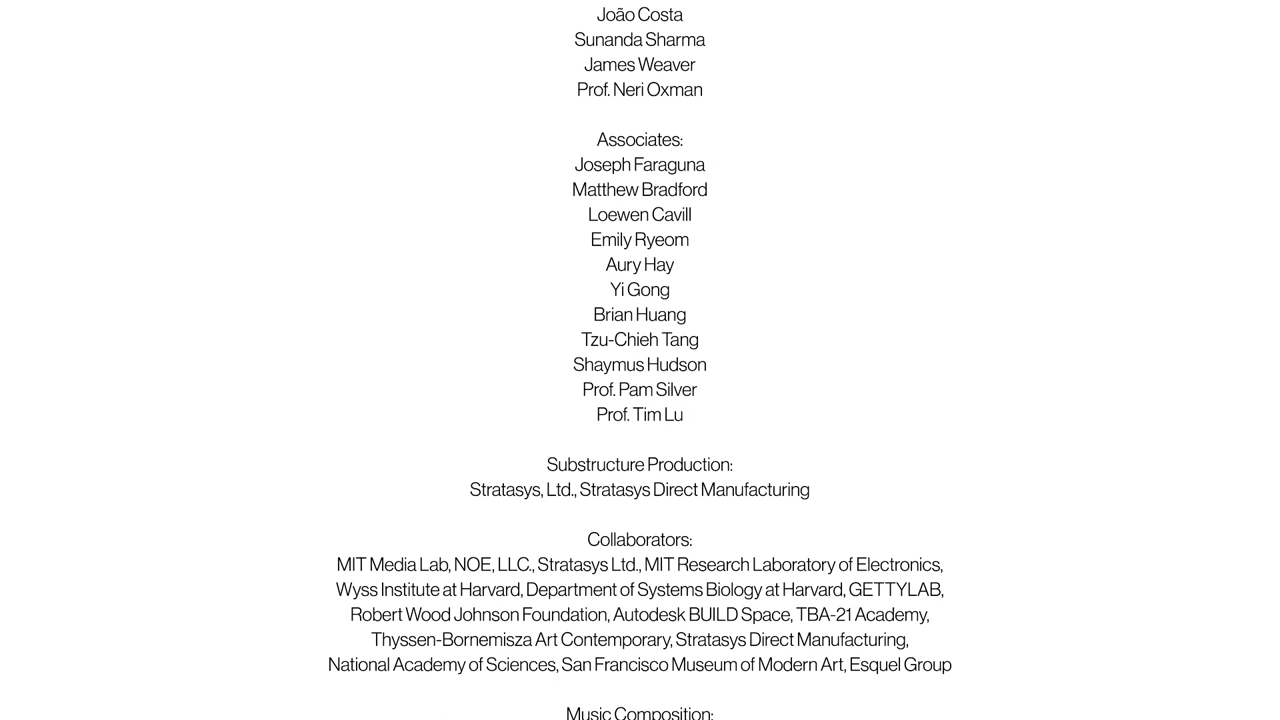 João Costa
Sunanda Sharma
James Weaver
Prof. Neri Oxman
Associates:
Joseph Faraguna
Matthew Bradford
Loewen Cavill
Emily Ryeom
Aury Hay
Yi Gong
Brian Huang
Tzu-Chieh Tang
Shaymus Hudson
Prof. Pam Silver
Prof. Tim Lu
Substructure Production:
Stratasys, Ltd., Stratasys Direct Manufacturing
Collaborators:
MIT Media Lab, NOE, LLC., Stratasys Ltd., MIT Research Laboratory of Electronics,
Wyss Institute at Harvard, Department of Systems Biology at Harvard, GETTYLAB,
Robert Wood Johnson Foundation, Autodesk BUILD Space, TBA-21 Academy,
Thyssen-Bornemisza Art Contemporary, Stratasys Direct Manufacturing,
National Academy of Sciences, San Francisco Museum of Modern Art, Esquel Group
Music Composition: